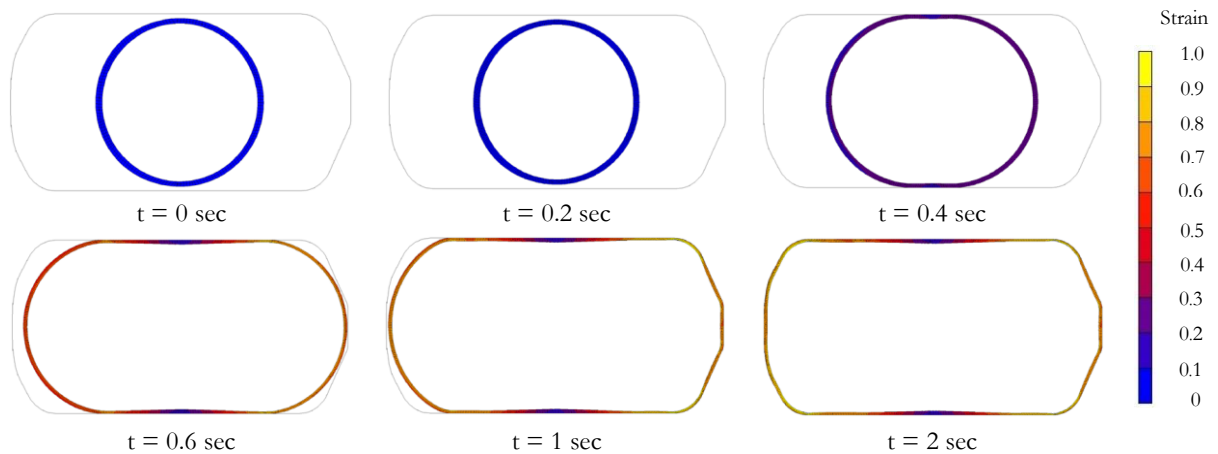 Strain
1.0
0.9
0.8
0.7
0.6
0.5
0.4
0.3
0.2
0.1
0
t = 0 sec
t = 0.2 sec
t = 0.4 sec
t = 0.6 sec
t = 1 sec
t = 2 sec